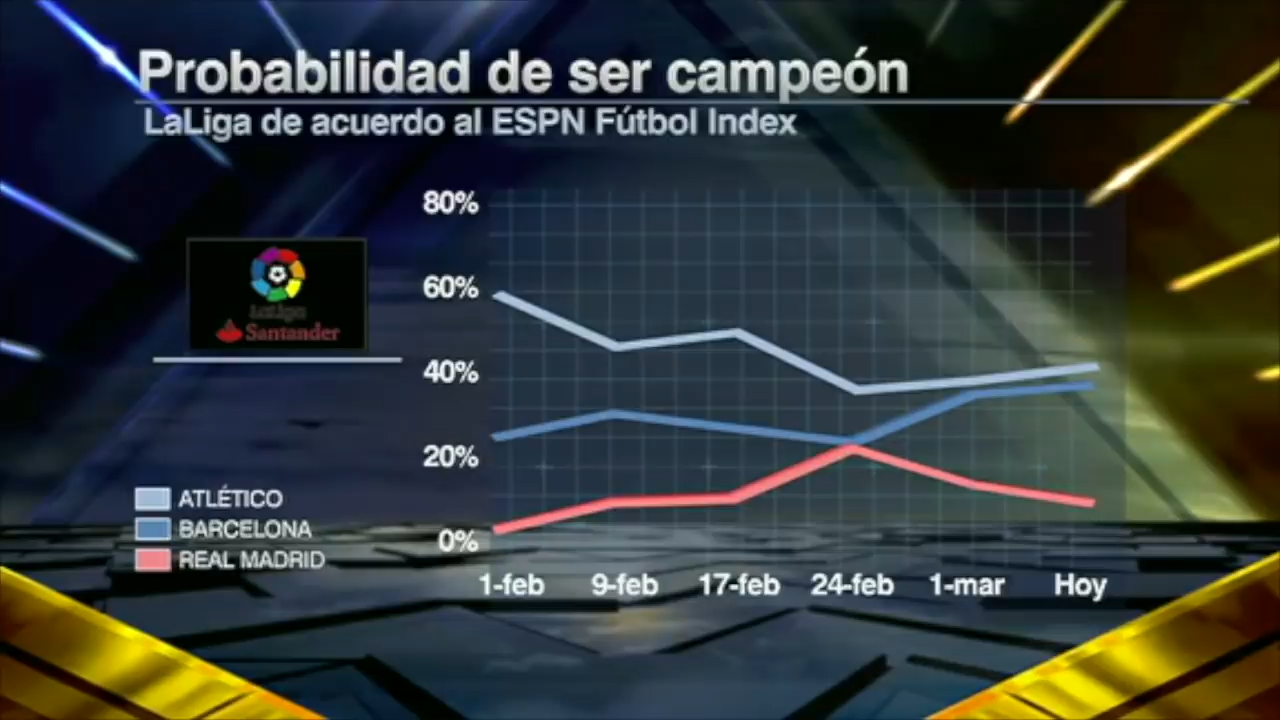 Probabilidad de ser campeón
LaLiga de acuerdo al ESPN Fútbol Index
80%
60%
40%
20%
0%
LaLiga
Santander
ATLÉTICO
BARCELONA
REAL MADRID
1-feb 9-feb 17-feb 24-feb 1-mar Hoy